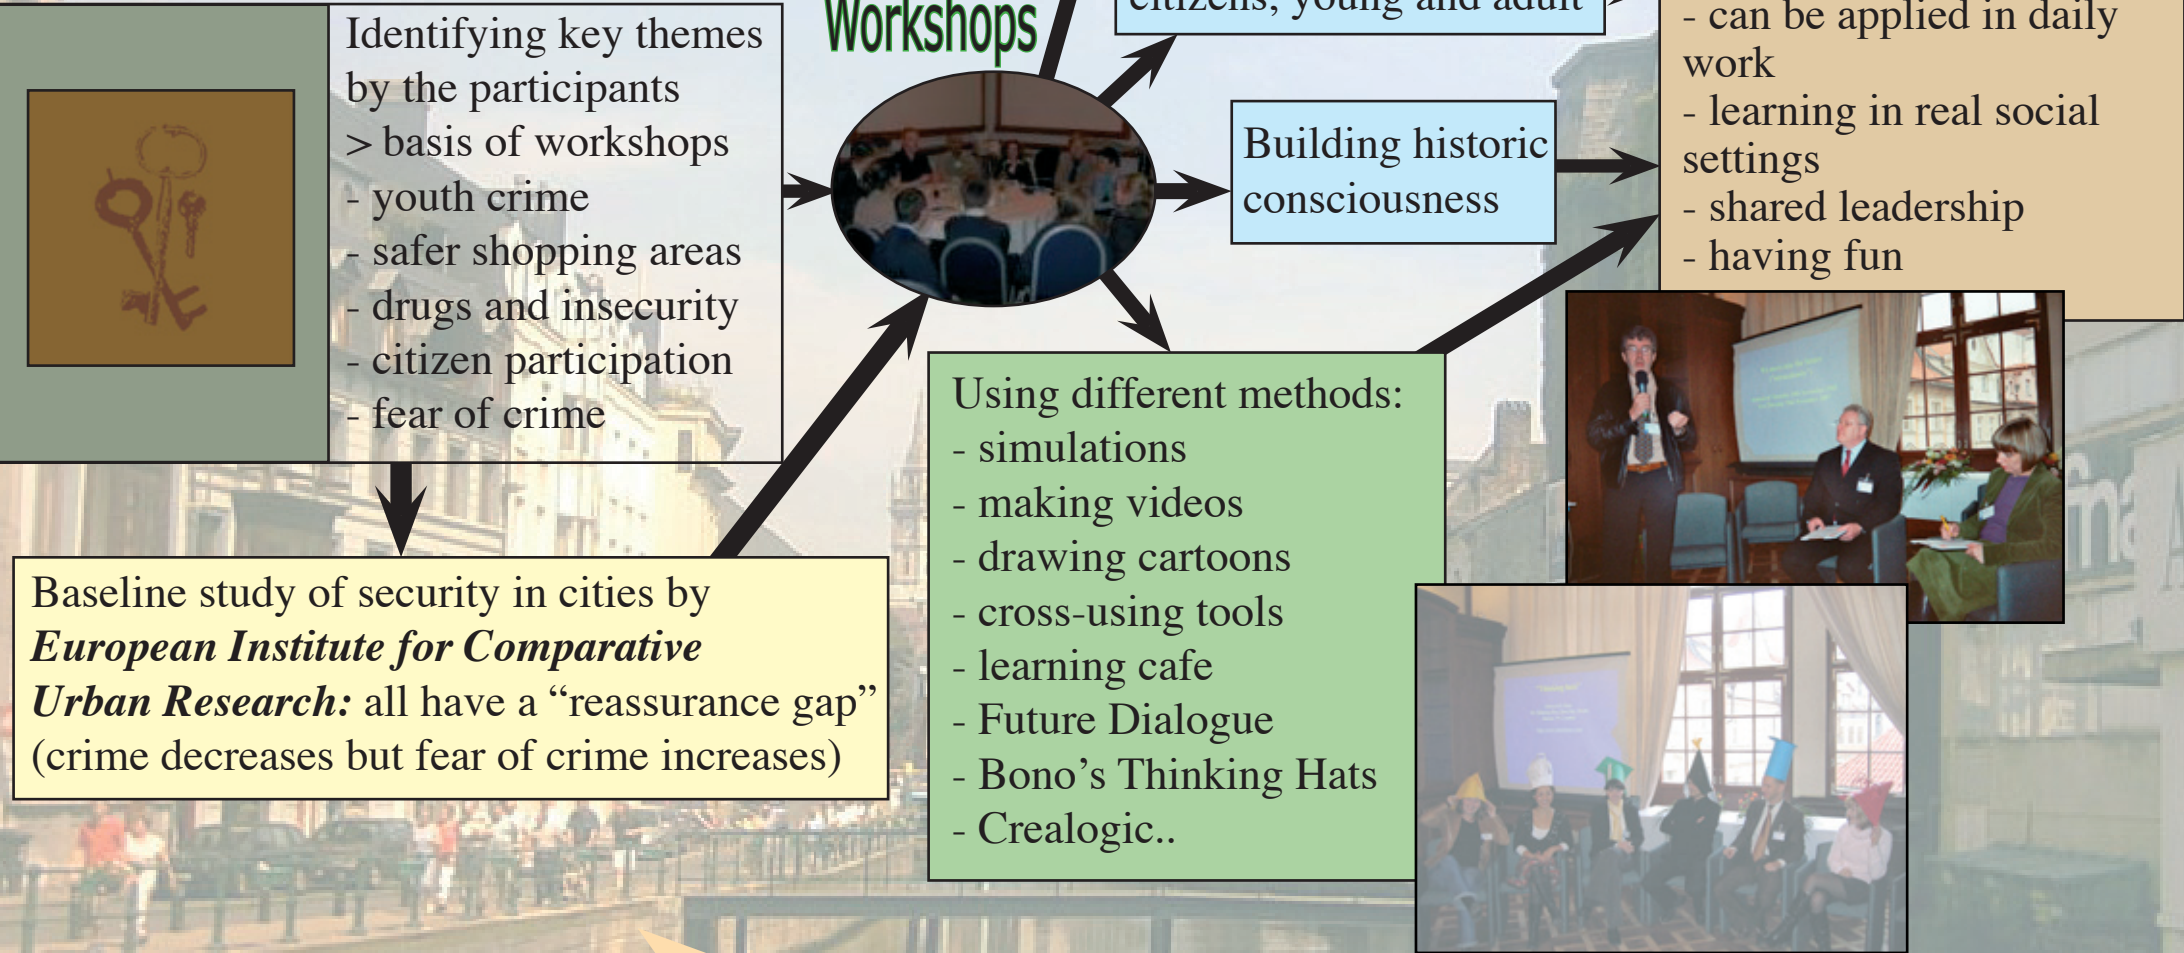 Identifying key themes
by the participants
> basis of workshops
- youth crime
- safer shopping areas
- drugs and insecurity
- citizen participation
- fear of crime
Workshops
citizens, young and adult
Building historic
consciousness
- can be applied in daily
work
- learning in real social
settings
- shared leadership
- having fun
Baseline study of security in cities by
European Institute for Comparative
Urban Research: all have a “reassurance gap”
(crime decreases but fear of crime increases)
Using different methods:
- simulations
- making videos
- drawing cartoons
- cross-using tools
- learning cafe
- Future Dialogue
- Bono’s Thinking Hats
- Crealogic..